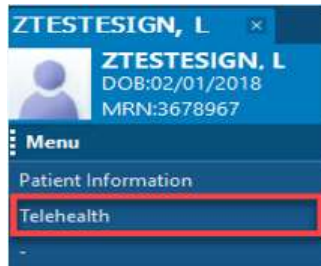 ZTESTESIGN, L ×
ZTESTESIGN, L
DOB:02/01/2018
MRN:3678967
Menu
Patient Information
Telehealth
-